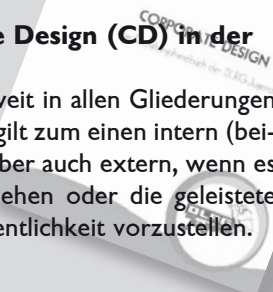 e Design (CD) in der
CORPORATE DESIGN
weit in allen Gliederungen
gilt zum einen intern (bei-
ber auch extern, wenn es
ehen oder die geleistete
entlichkeit vorzustellen.